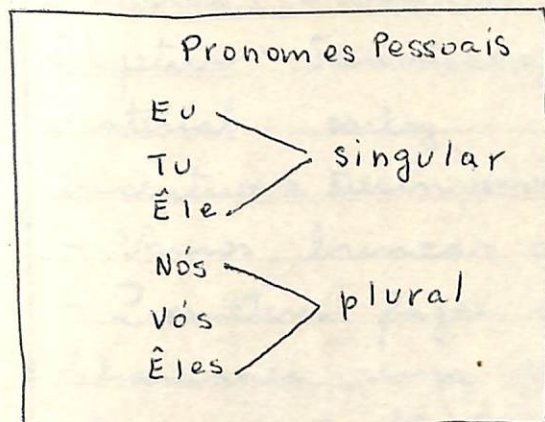 Pronomes Pessoais
Eu
Tu
singular
Êle
Nós
plural
Vós
Êles